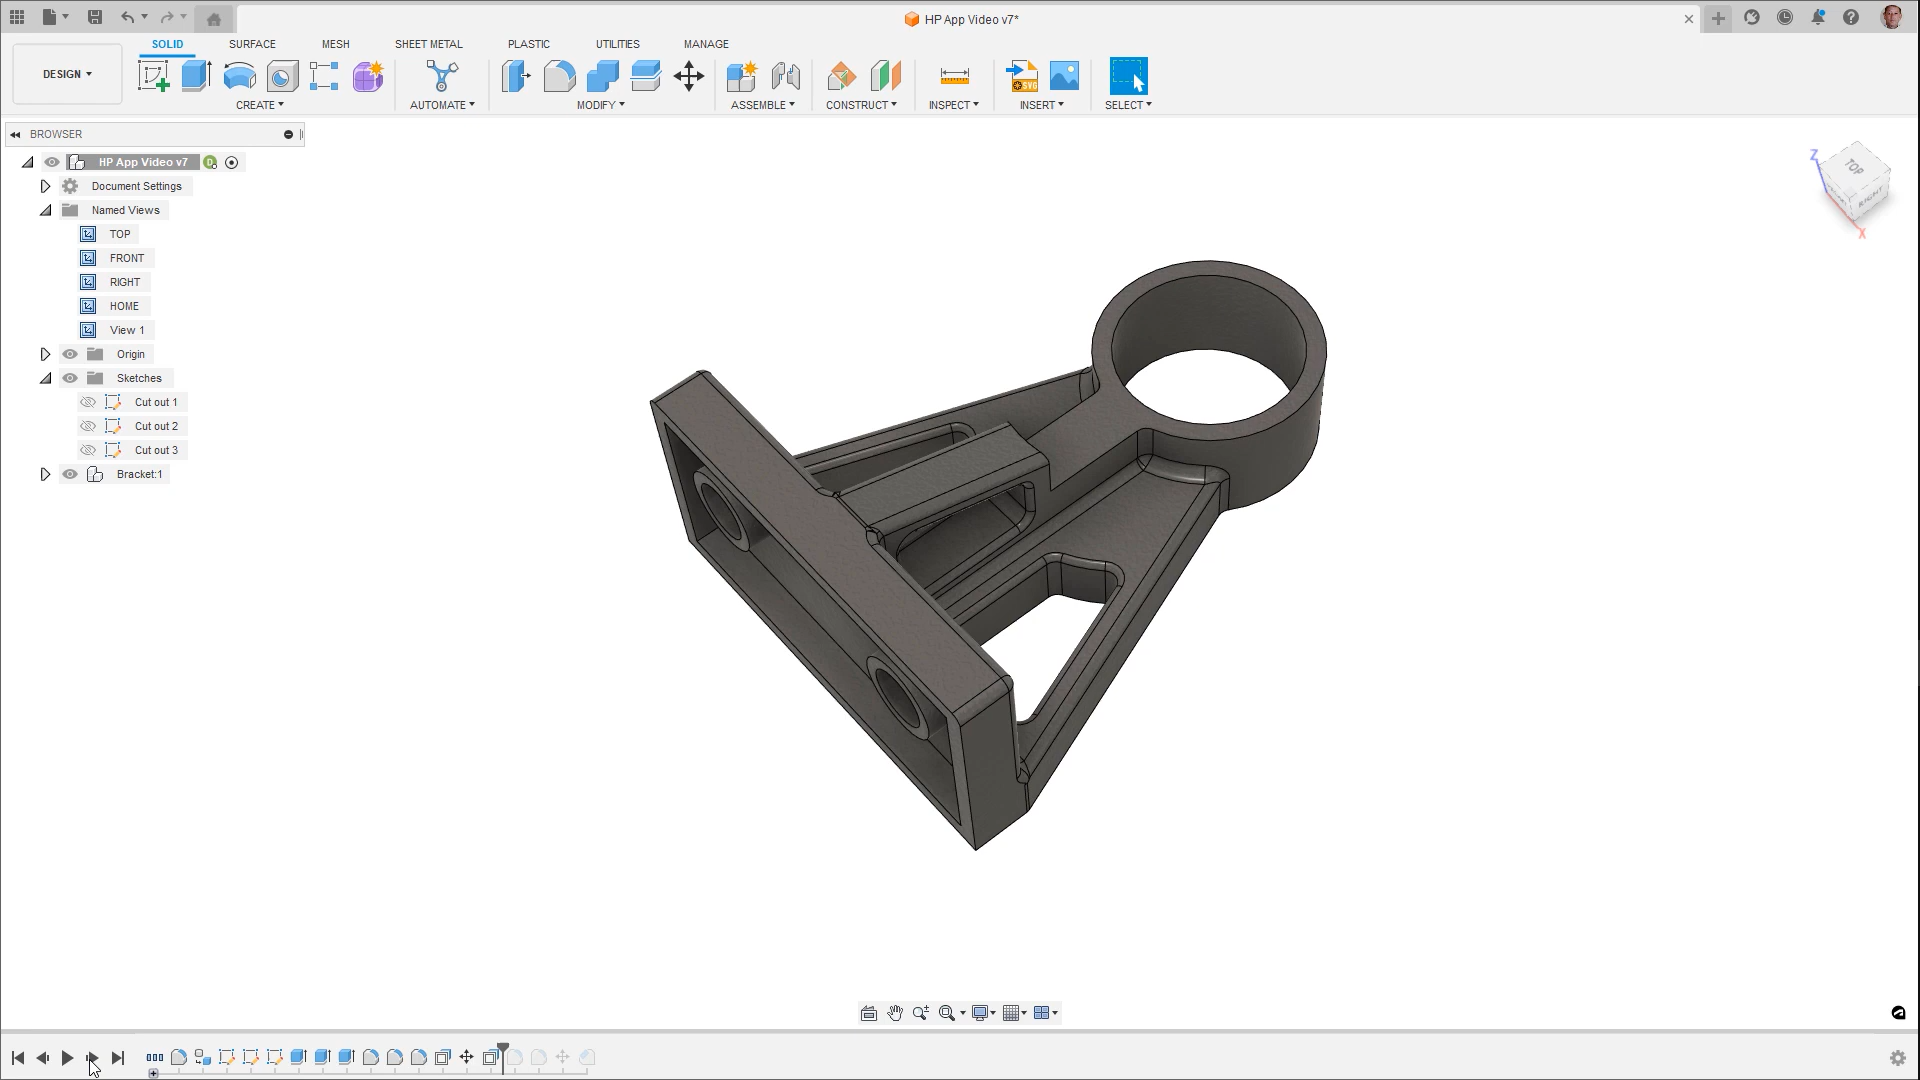 HP App Video v7*
SOLID SURFACE MESH SHEET METAL PLASTIC UTILITIES MANAGE
DESIGN
CREATE AUTOMATE MODIFY ASSEMBLE CONSTRUCT INSPECT INSERT SELECT
SVG
BROWSER
HP App Video v7
Document Settings
Named Views
TOP
FRONT
RIGHT
HOME
View 1
Origin
Sketches
Cut out 1
Cut out 2
Cut out 3
Bracket:1
Z
TOP
RIGHT
X